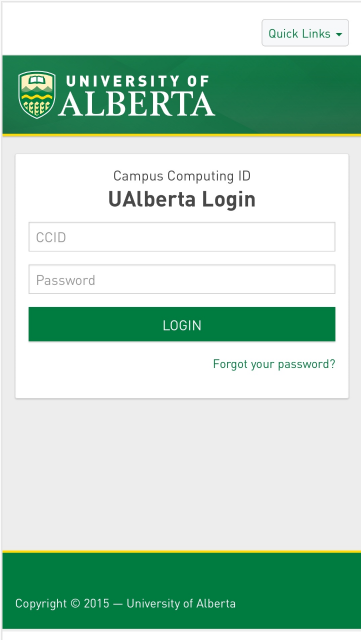 Quick Links
UNIVERSITY OF
ALBERTA
Campus Computing ID
UAlberta Login
CCID
Password
LOGIN
Forgot your password?
Copyright © 2015 — University of Alberta